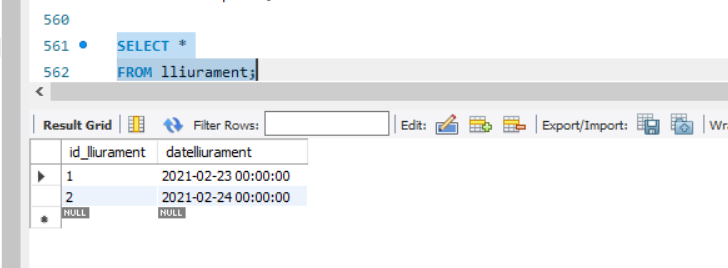 560
561 SELECT *
562 FROM lliurament;
Result Grid Filter Rows: Edit: Export/Import:
id_lliurament datelliurament
1 2021-02-23 00:00:00
2 2021-02-24 00:00:00
NULL NULL